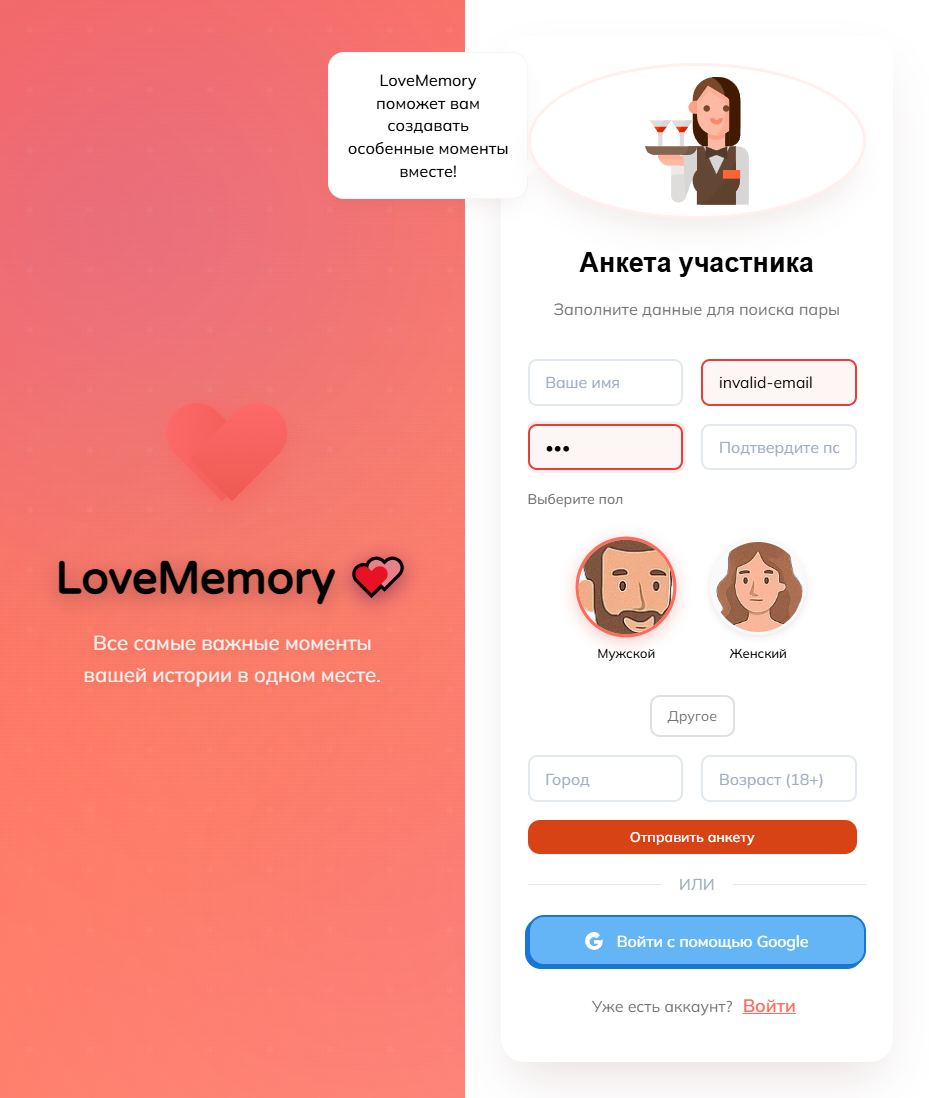 LoveMemory
поможет вам
создавать
особенные моменты
вместе!
LoveMemory
Все самые важные моменты
вашей истории в одном месте.
Анкета участника
Заполните данные для поиска пары
Ваше имя
invalid-email
•••
Подтвердите пс
Выберите пол
Мужской
Женский
Другое
Город
Возраст (18+)
Отправить анкету
ИЛИ
Войти с помощью Google
Уже есть аккаунт? Войти